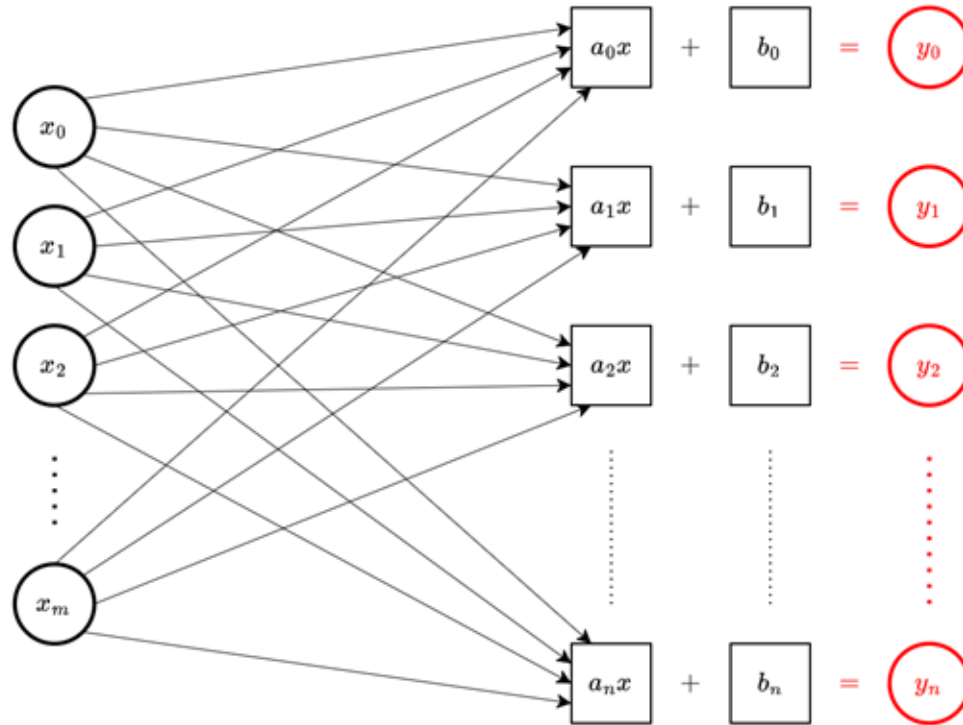 a₀x + b₀ = y₀
x₀
a₁x + b₁ = y₁
x₁
a₂x + b₂ = y₂
x₂
xₘ
aₙx + bₙ = yₙ